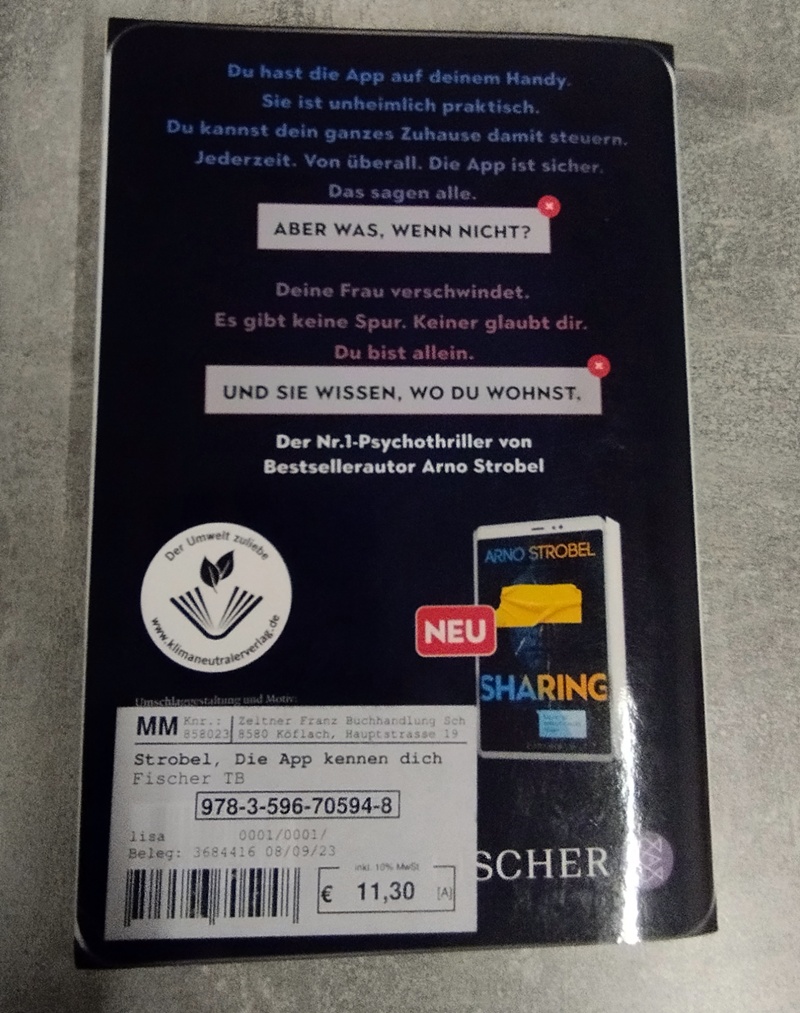 Du hast die App auf deinem Handy.
Sie ist unheimlich praktisch.
Du kannst dein ganzes Zuhause damit steuern.
Jederzeit. Von überall. Die App ist sicher.
Das sagen alle.
ABER WAS, WENN NICHT?
Deine Frau verschwindet.
Es gibt keine Spur. Keiner glaubt dir.
Du bist allein.
UND SIE WISSEN, WO DU WOHNST.
Der Nr.1-Psychothriller von
Bestsellerautor Arno Strobel
Der Umwelt zuliebe
www.klimaneutralerverlag.de
ARNO STROBEL
NEU
SHARING
Umschlaggestaltung und Motiv:
MM Knr.: Zeltner Franz Buchhandlung Sch
858023 8580 Köflach, Hauptstrasse 19
Strobel, Die App kennen dich
Fischer TB
978-3-596-70594-8
lisa 0001/0001/
Beleg: 3684416 08/09/23
inkl. 10% MwSt
€ 11,30 [A]
SCHER